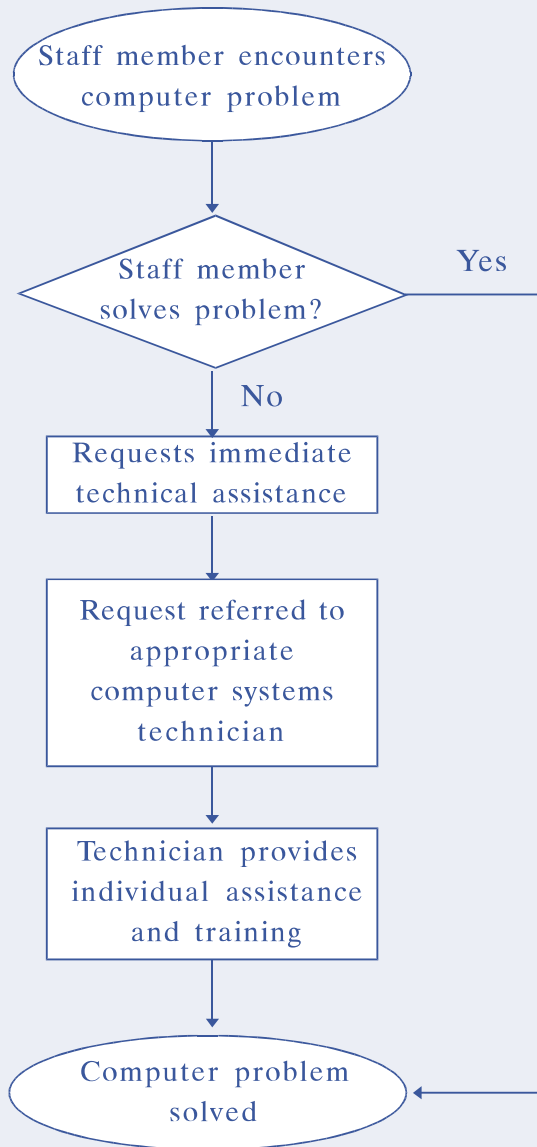 Staff member encounters
computer problem
Staff member
solves problem?
Yes
No
Requests immediate
technical assistance
Request referred to
appropriate
computer systems
technician
Technician provides
individual assistance
and training
Computer problem
solved